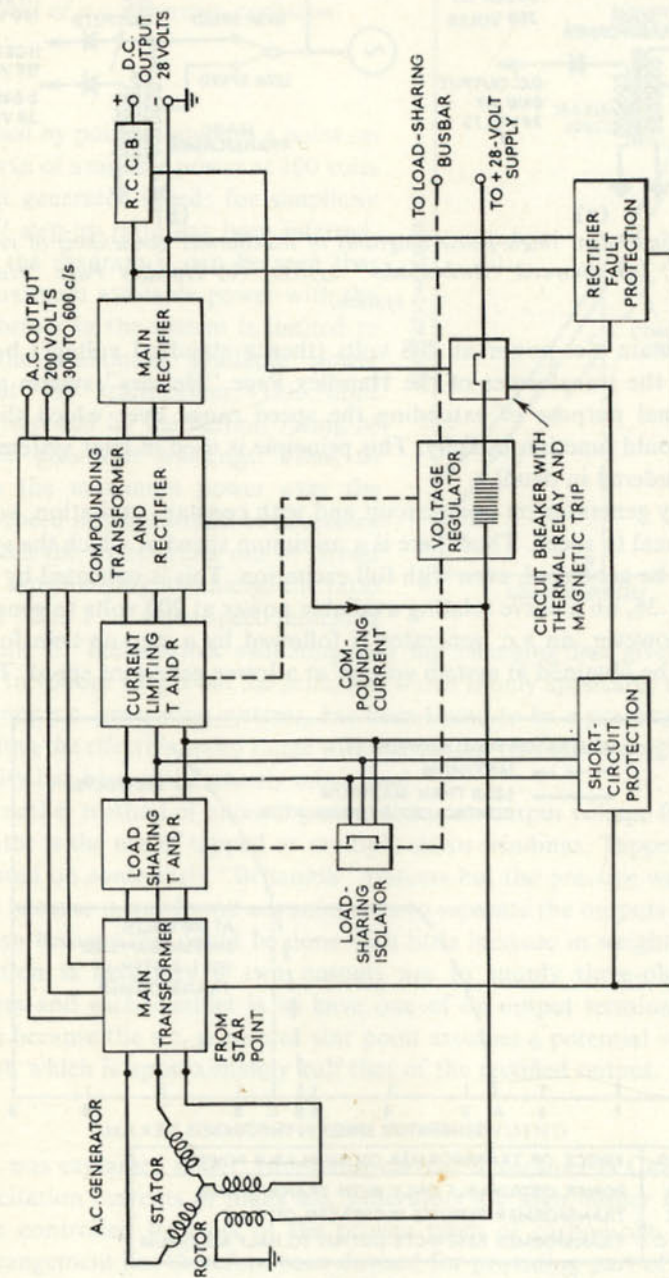 A.C. GENERATOR
STATOR
ROTOR
FROM
STAR
POINT
MAIN
TRANSFORMER
LOAD
SHARING
T AND R
CURRENT
LIMITING
T AND R
COMPOUNDING
TRANSFORMER
AND
RECTIFIER
A.C. OUTPUT
200 VOLTS
300 TO 600 c/s
MAIN
RECTIFIER
R.C.C.B.
+ D.C.
OUTPUT
- 28 VOLTS
LOAD-
SHARING
ISOLATOR
COM-
POUNDING
CURRENT
VOLTAGE
REGULATOR
TO LOAD-SHARING
BUSBAR
TO + 28-VOLT
SUPPLY
CIRCUIT BREAKER WITH
THERMAL RELAY AND
MAGNETIC TRIP
SHORT-
CIRCUIT
PROTECTION
RECTIFIER
FAULT
PROTECTION